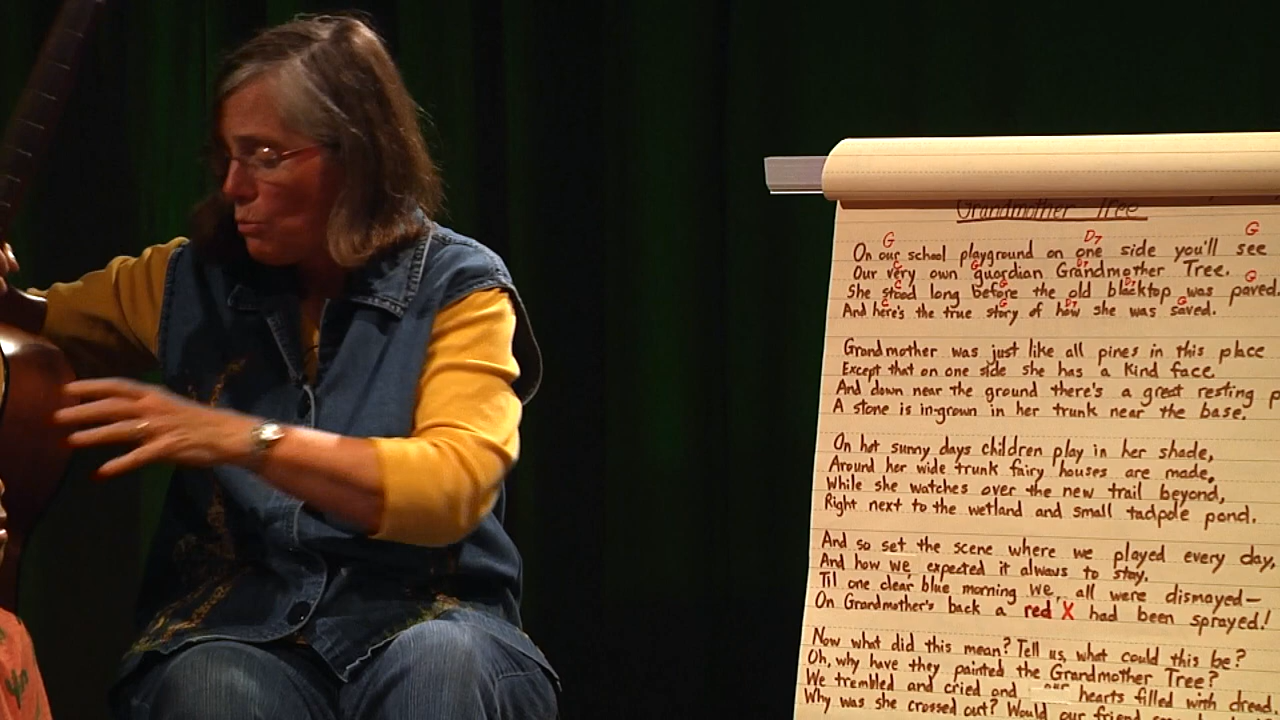 Grandmother Tree
G D7 G
On our school playground on one side you'll see
C G D7
Our very own guardian Grandmother Tree.
C G D7 G
She stood long before the old blacktop was paved.
C G D7 G
And here's the true story of how she was saved.
Grandmother was just like all pines in this place
Except that on one side she has a kind face.
And down near the ground there's a great resting
A stone is in-grown in her trunk near the base.
On hot sunny days children play in her shade,
Around her wide trunk fairy houses are made,
While she watches over the new trail beyond,
Right next to the wetland and small tadpole pond.
And so set the scene where we played every day,
And how we expected it always to stay.
Til one clear blue morning we all were dismayed—
On Grandmother's back a red X had been sprayed!
Now what did this mean? Tell us, what could this be?
Oh, why have they painted the Grandmother Tree?
We trembled and cried and our hearts filled with dread.
Why was she crossed out? Would our friend